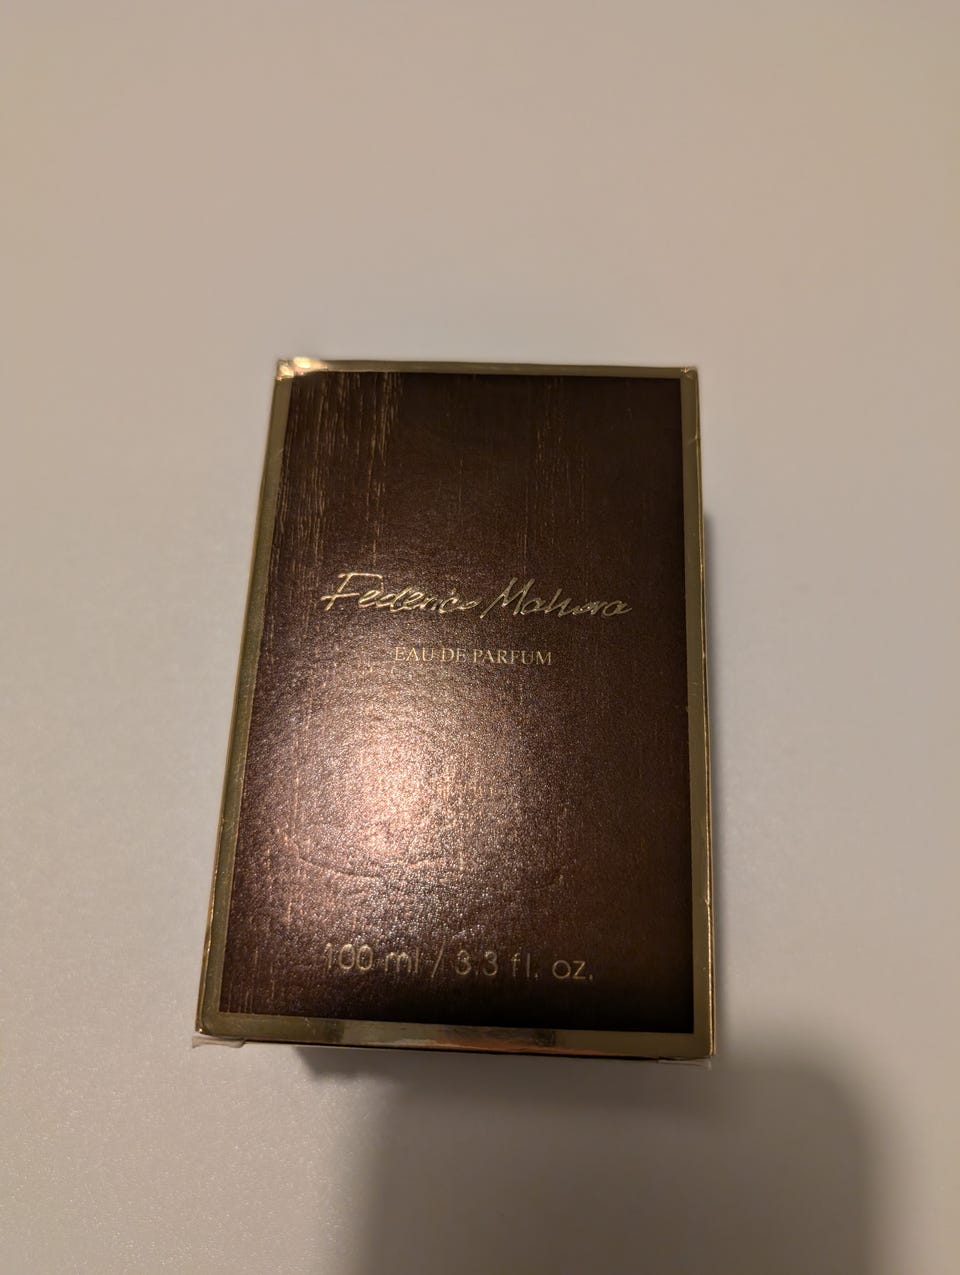 Federico Mahora
EAU DE PARFUM
100 ml / 3.3 fl. oz.